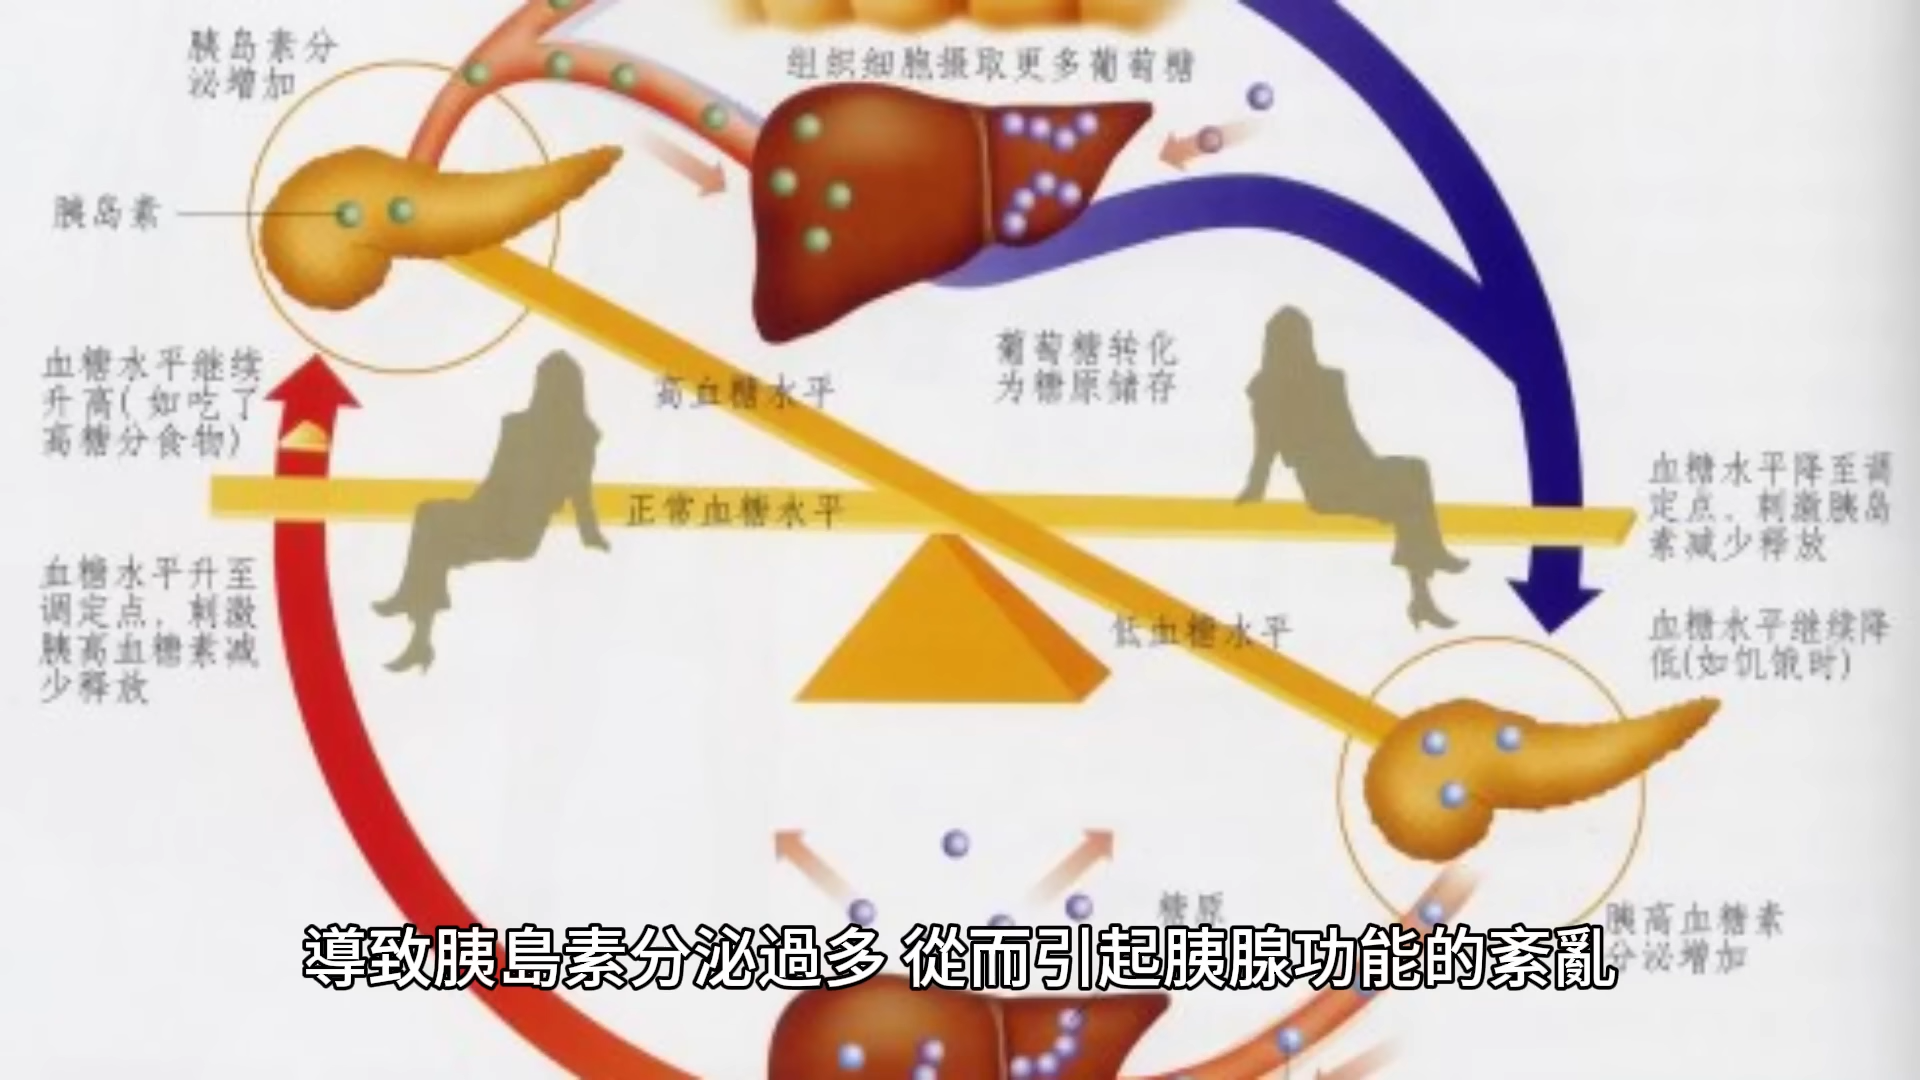 胰岛素分
泌增加
组织细胞摄取更多葡萄糖
胰岛素
血糖水平继续
升高(如吃了
高糖分食物)
高血糖水平
葡萄糖转化
为糖原储存
正常血糖水平
血糖水平降至调
定点，刺激胰岛
素减少释放
血糖水平升至
调定点，刺激
胰高血糖素减
少释放
低血糖水平
血糖水平继续降
低(如饥饿时)
糖原
胰高血糖素
分泌增加
導致胰島素分泌過多 從而引起胰腺功能的紊亂